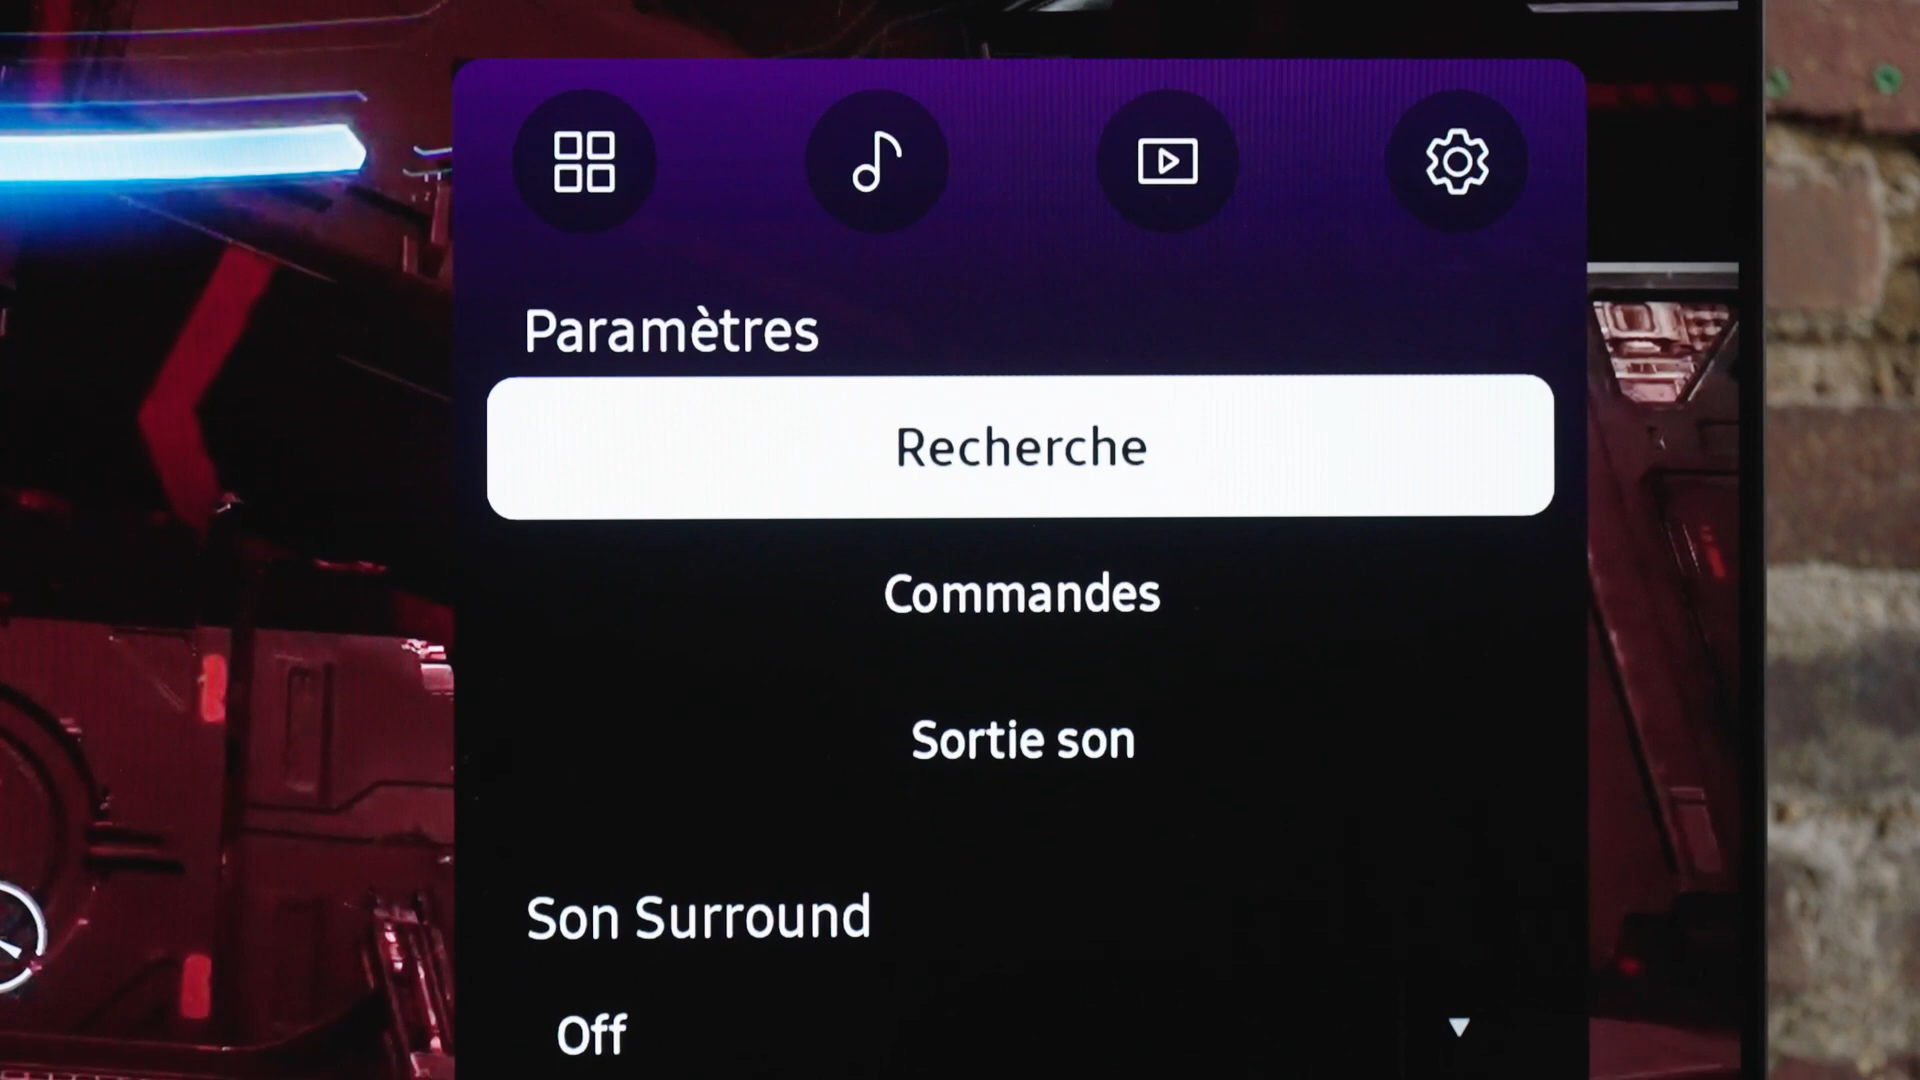 Paramètres
Recherche
Commandes
Sortie son
Son Surround
Off